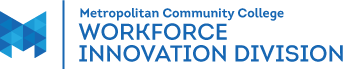 Metropolitan Community College
WORKFORCE
INNOVATION DIVISION